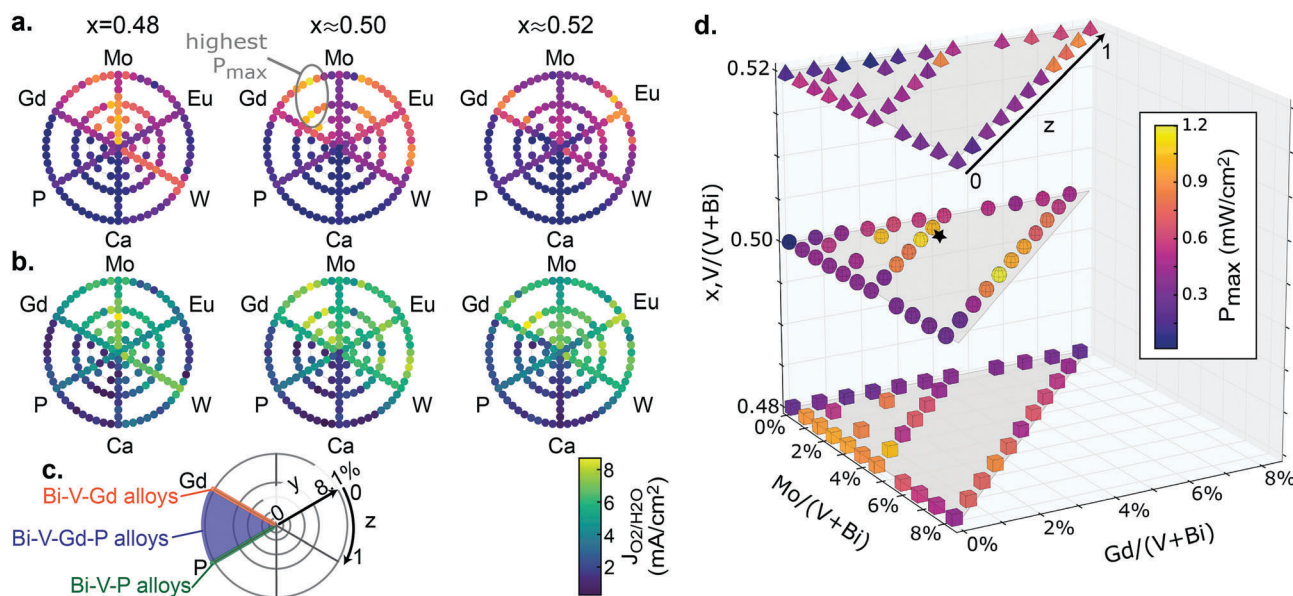 a.
x=0.48
x≈0.50
x≈0.52
highest
Pmax
Mo
Gd
Eu
P
W
Ca
Mo
Gd
Eu
P
W
Ca
Mo
Gd
Eu
P
W
Ca
b.
Mo
Gd
Eu
P
W
Ca
Mo
Gd
Eu
P
W
Ca
Mo
Gd
Eu
P
W
Ca
c.
Gd
Bi-V-Gd alloys
Bi-V-Gd-P alloys
P
Bi-V-P alloys
0
y
8.1%
0
z
1
8
6
4
2
JO2/H2O
(mA/cm2)
d.
0.52
0.50
0.48
x,V/(V+Bi)
0
z
1
1.2
0.9
0.6
0.3
Pmax (mW/cm2)
0%
2%
4%
6%
8%
Mo/(V+Bi)
0%
2%
4%
6%
8%
Gd/(V+Bi)